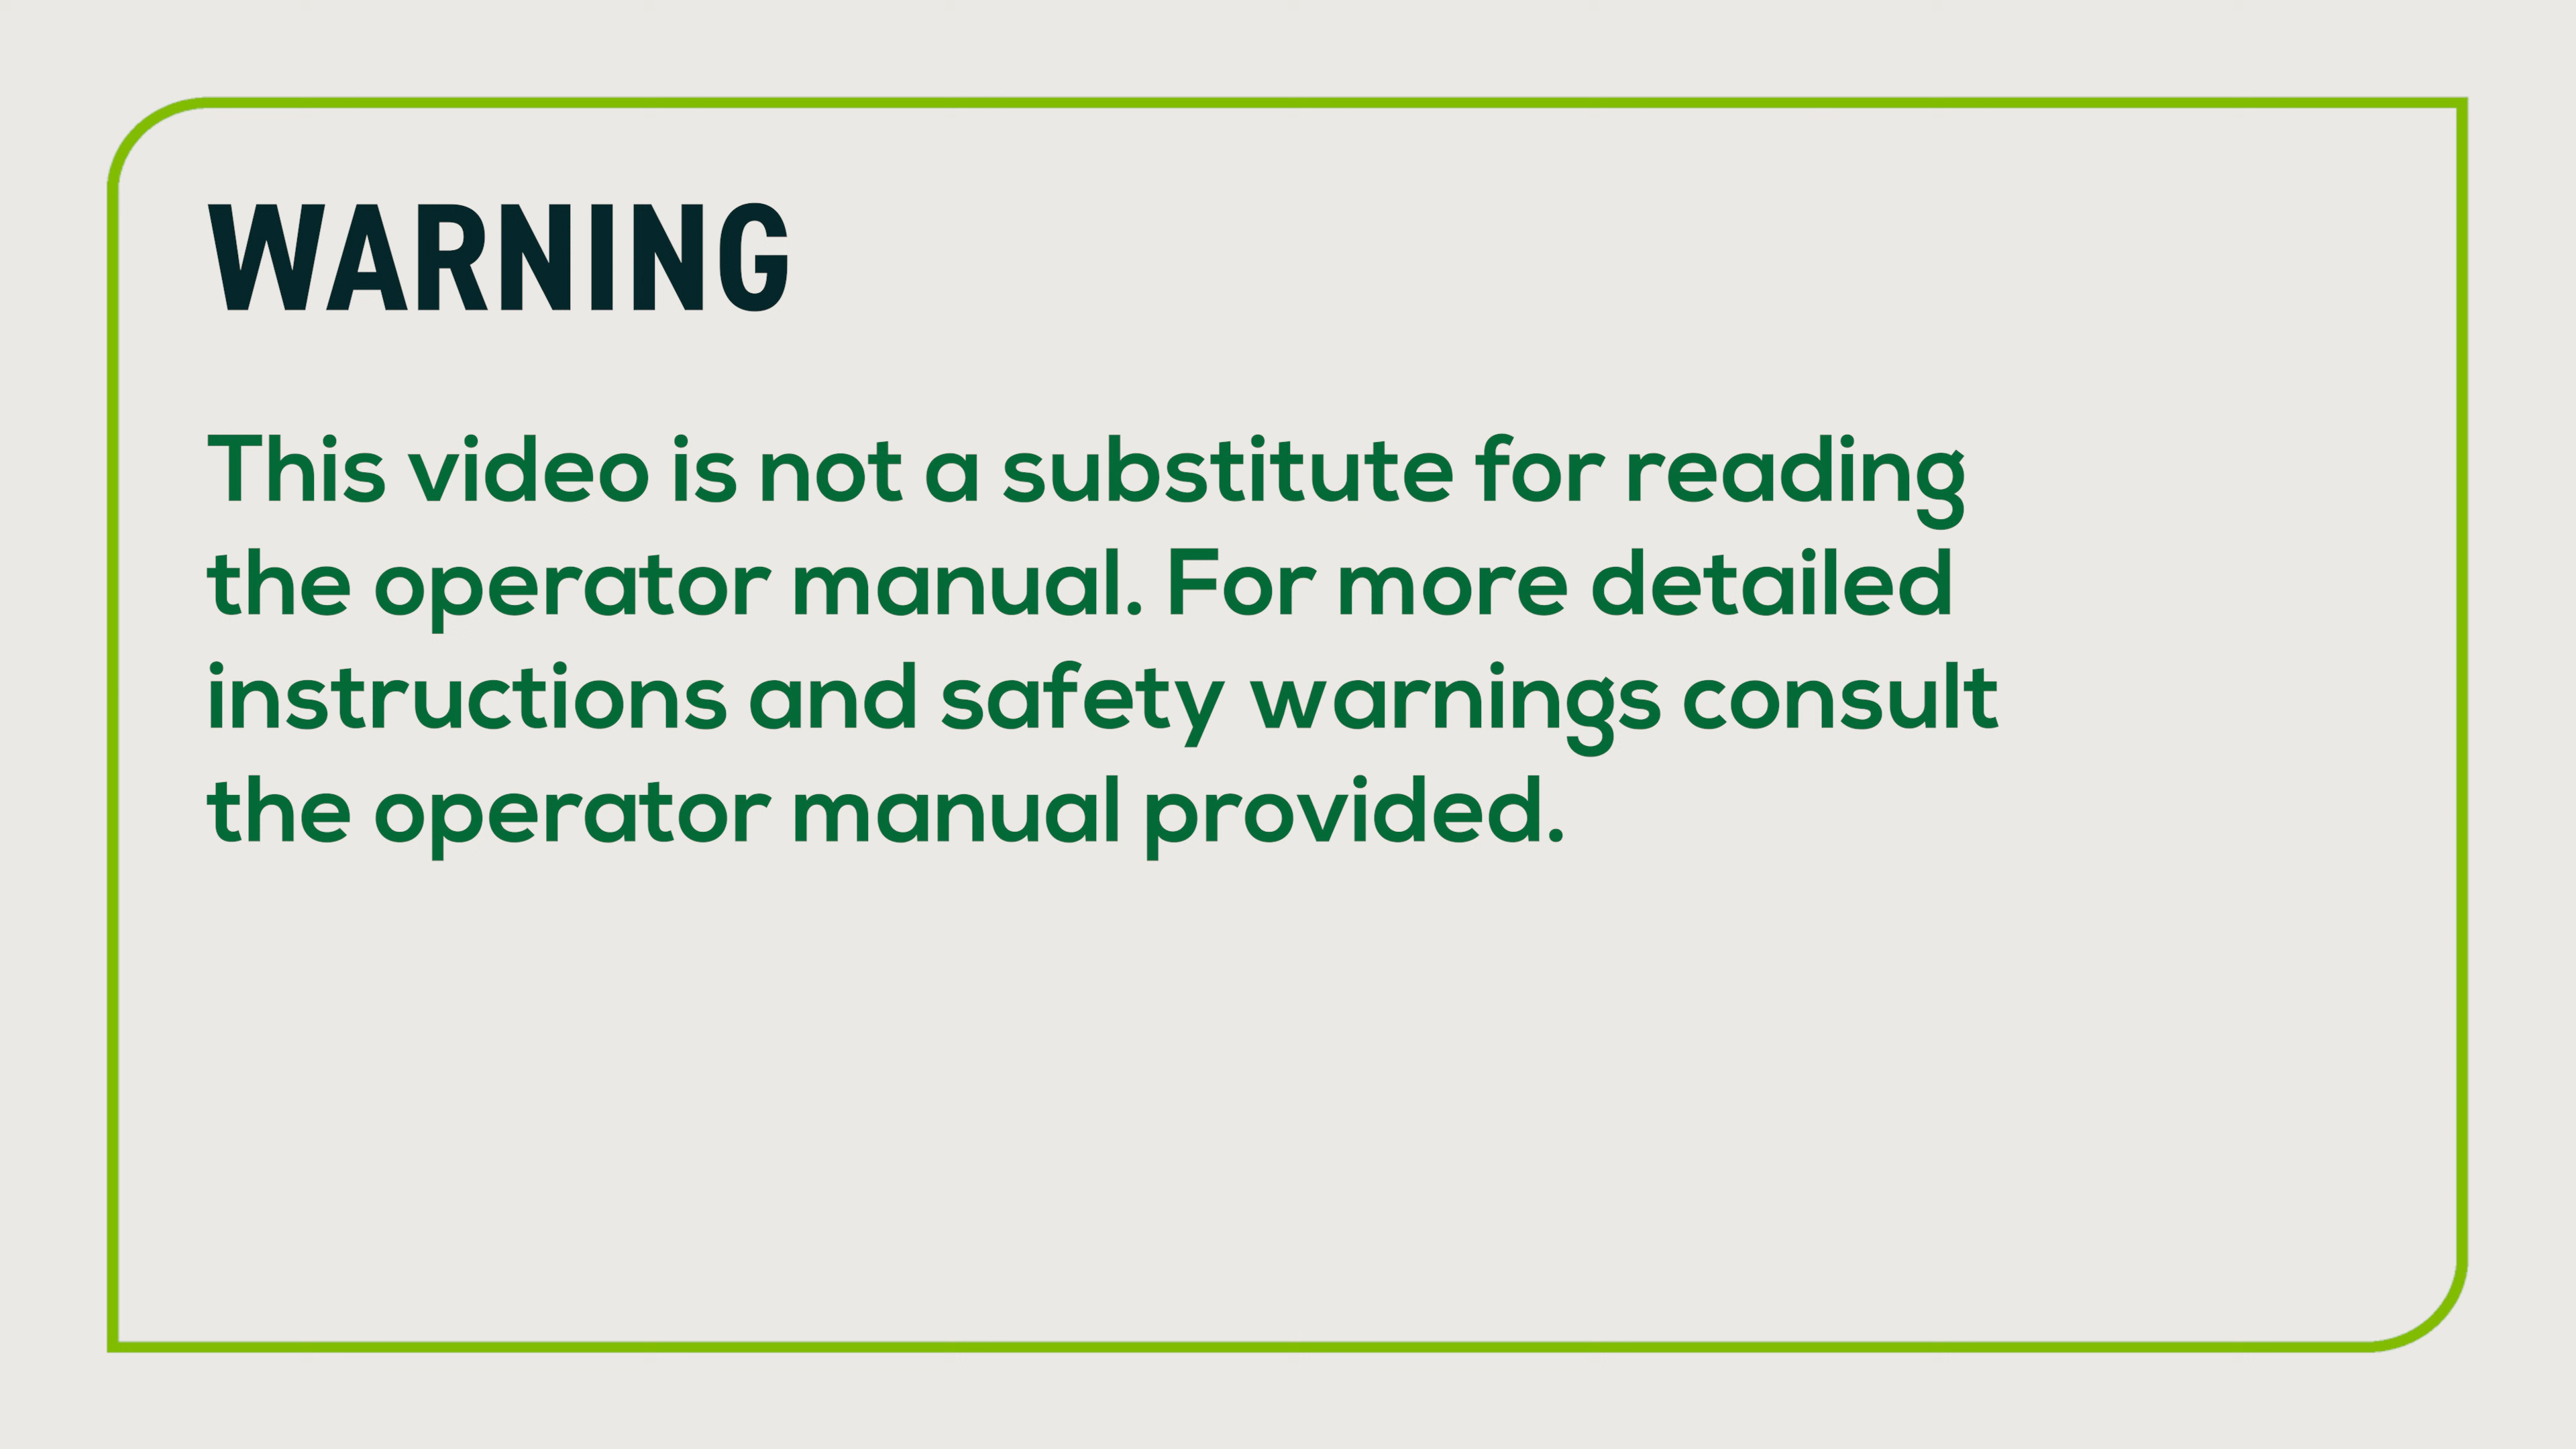 WARNING
This video is not a substitute for reading
the operator manual. For more detailed
instructions and safety warnings consult
the operator manual provided.